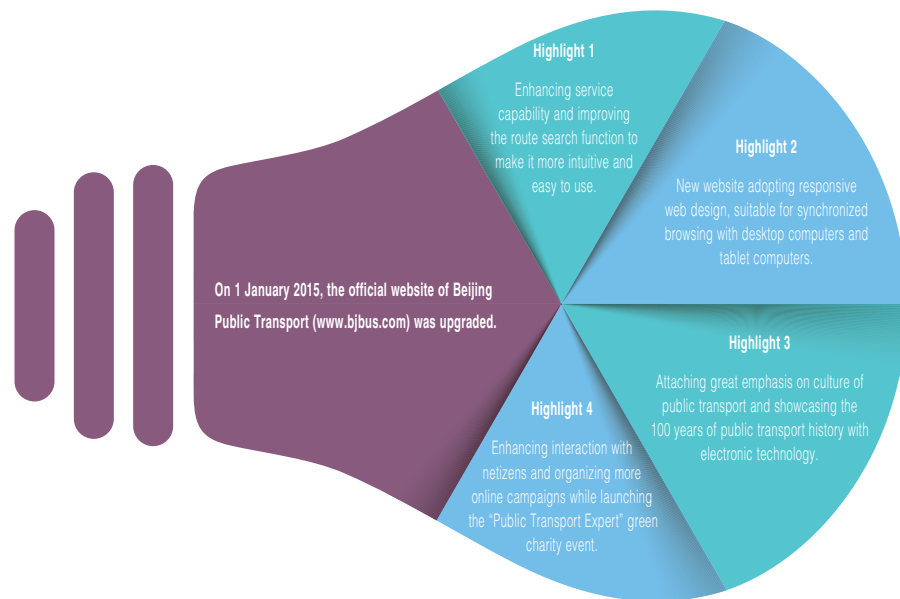 On 1 January 2015, the official website of Beijing
Public Transport (www.bjbus.com) was upgraded.
Highlight 1
Enhancing service
capability and improving
the route search function to
make it more intuitive and
easy to use.
Highlight 2
New website adopting responsive
web design, suitable for synchronized
browsing with desktop computers and
tablet computers.
Highlight 3
Attaching great emphasis on culture of
public transport and showcasing the
100 years of public transport history with
electronic technology.
Highlight 4
Enhancing interaction with
netizens and organizing more
online campaigns while launching
the “Public Transport Expert” green
charity event.